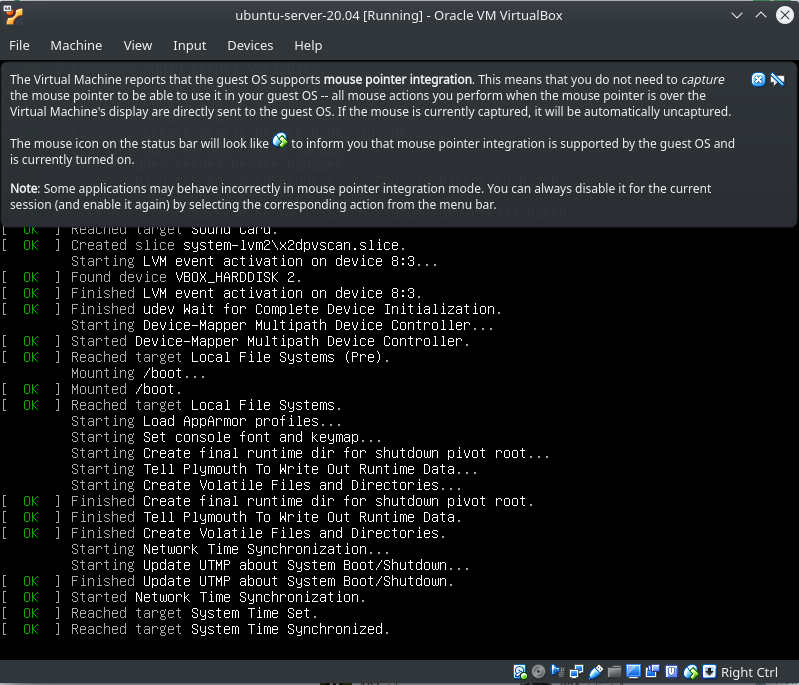 ubuntu-server-20.04 [Running] - Oracle VM VirtualBox
File Machine View Input Devices Help
The Virtual Machine reports that the guest OS supports mouse pointer integration. This means that you do not need to capture
the mouse pointer to be able to use it in your guest OS -- all mouse actions you perform when the mouse pointer is over the
Virtual Machine's display are directly sent to the guest OS. If the mouse is currently captured, it will be automatically uncaptured.
The mouse icon on the status bar will look like to inform you that mouse pointer integration is supported by the guest OS and
is currently turned on.
Note: Some applications may behave incorrectly in mouse pointer integration mode. You can always disable it for the current
session (and enable it again) by selecting the corresponding action from the menu bar.
[  OK  ] Reached target Sound Card.
[  OK  ] Created slice system-lvm2\x2dpvscan.slice.
Starting LVM event activation on device 8:3...
[  OK  ] Found device VBOX_HARDDISK 2.
[  OK  ] Finished LVM event activation on device 8:3.
[  OK  ] Finished udev Wait for Complete Device Initialization.
Starting Device-Mapper Multipath Device Controller...
[  OK  ] Started Device-Mapper Multipath Device Controller.
[  OK  ] Reached target Local File Systems (Pre).
Mounting /boot...
[  OK  ] Mounted /boot.
[  OK  ] Reached target Local File Systems.
Starting Load AppArmor profiles...
Starting Set console font and keymap...
Starting Create final runtime dir for shutdown pivot root...
Starting Tell Plymouth To Write Out Runtime Data...
Starting Create Volatile Files and Directories...
[  OK  ] Finished Create final runtime dir for shutdown pivot root.
[  OK  ] Finished Tell Plymouth To Write Out Runtime Data.
[  OK  ] Finished Create Volatile Files and Directories.
Starting Network Time Synchronization...
Starting Update UTMP about System Boot/Shutdown...
[  OK  ] Finished Update UTMP about System Boot/Shutdown.
[  OK  ] Started Network Time Synchronization.
[  OK  ] Reached target System Time Set.
[  OK  ] Reached target System Time Synchronized.
Right Ctrl